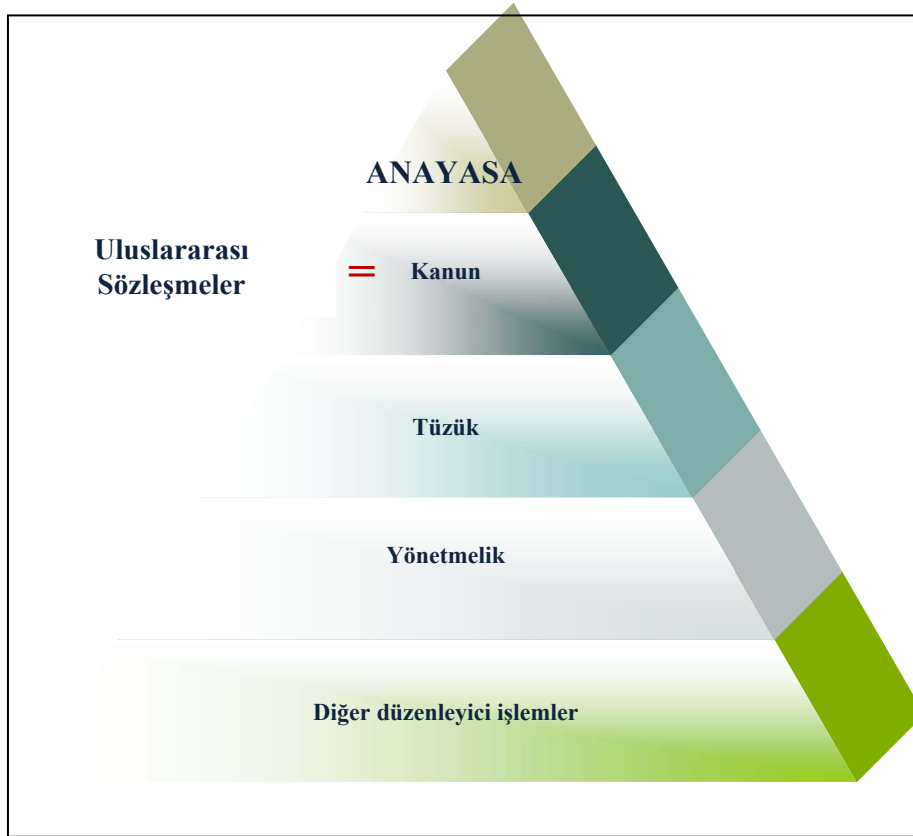 ANAYASA
Uluslararası
Sözleşmeler
= Kanun
Tüzük
Yönetmelik
Diğer düzenleyici işlemler